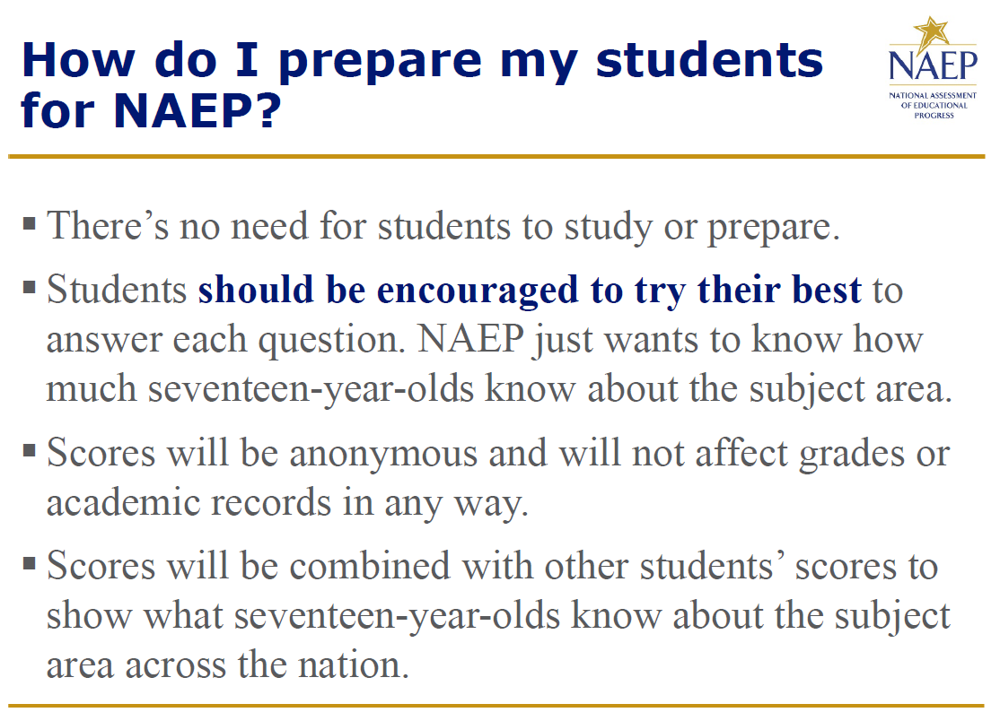 How do I prepare my students
for NAEP?
NAEP
NATIONAL ASSESSMENT
OF EDUCATIONAL
PROGRESS
▪ There’s no need for students to study or prepare.
▪ Students should be encouraged to try their best to
answer each question. NAEP just wants to know how
much seventeen-year-olds know about the subject area.
▪ Scores will be anonymous and will not affect grades or
academic records in any way.
▪ Scores will be combined with other students’ scores to
show what seventeen-year-olds know about the subject
area across the nation.